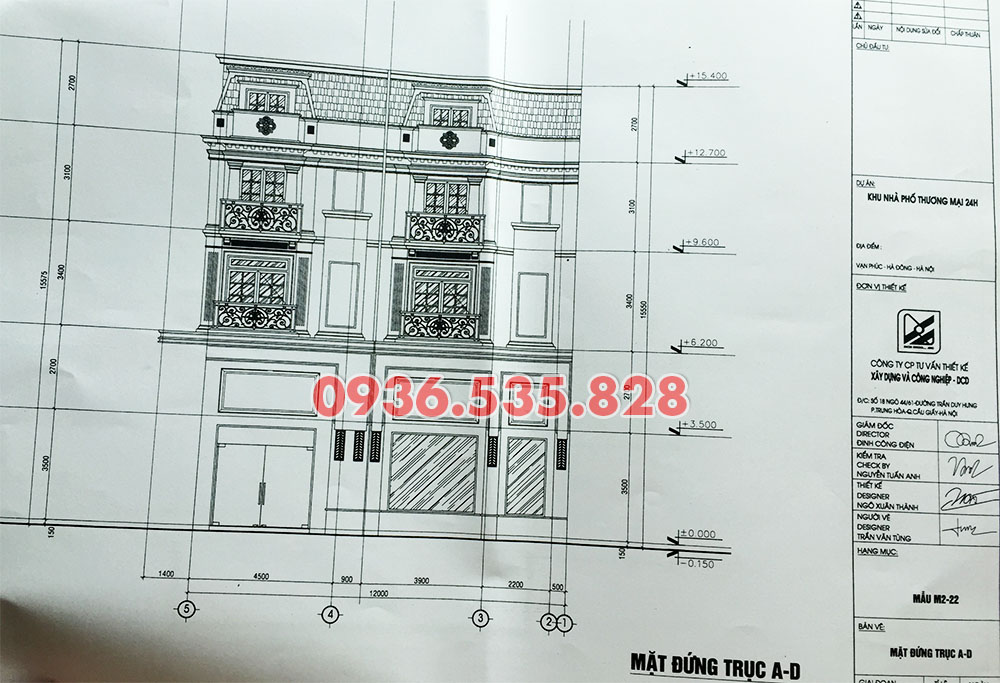 LẦN NGÀY NỘI DUNG SỬA ĐỔI CHẤP THUẬN
CHỦ ĐẦU TƯ:
DỰ ÁN:
KHU NHÀ PHỐ THƯƠNG MẠI 24H
ĐỊA ĐIỂM:
VẠN PHÚC - HÀ ĐÔNG - HÀ NỘI
ĐƠN VỊ THIẾT KẾ
CÔNG TY CP TƯ VẤN THIẾT KẾ
XÂY DỰNG VÀ CÔNG NGHIỆP - DCD
Đ/C: SỐ 18 NGÕ 44/61-ĐƯỜNG TRẦN DUY HƯNG
P.TRUNG HÒA-Q.CẦU GIẤY-HÀ NỘI
GIÁM ĐỐC
DIRECTOR
ĐINH CÔNG ĐIỆN
KIỂM TRA
CHECK BY
NGUYỄN TUẤN ANH
THIẾT KẾ
DESIGNER
NGÔ XUÂN THÀNH
NGƯỜI VẼ
DESIGNER
TRẦN VĂN TÙNG
HẠNG MỤC:
MẪU M2-22
BẢN VẼ:
MẶT ĐỨNG TRỤC A-D
GIAI ĐOẠN
+15.400
+12.700
+9.600
+6.200
+3.500
±0.000
-0.150
2700
3100
3400
15575
2700
3500
150
2700
3100
3400
15550
2700
3500
150
0936.535.828
1400 4500 900 3900 2200 500
12000
5 4 3 2 1
MẶT ĐỨNG TRỤC A-D